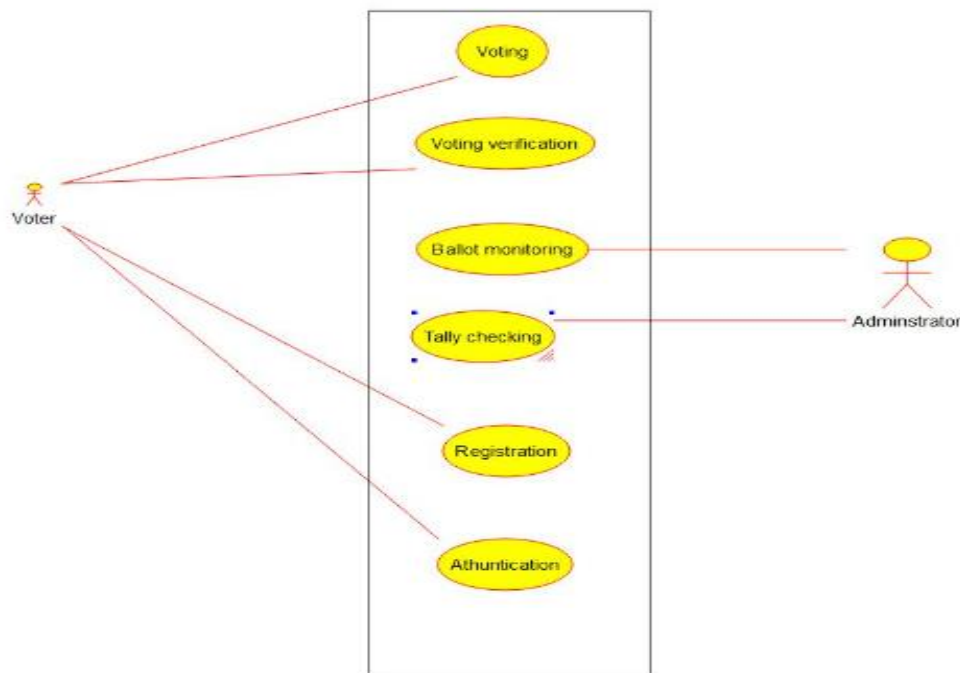 Voting
Voting verification
Voter
Ballot monitoring
Adminstrator
Tally checking
Registration
Athuntication